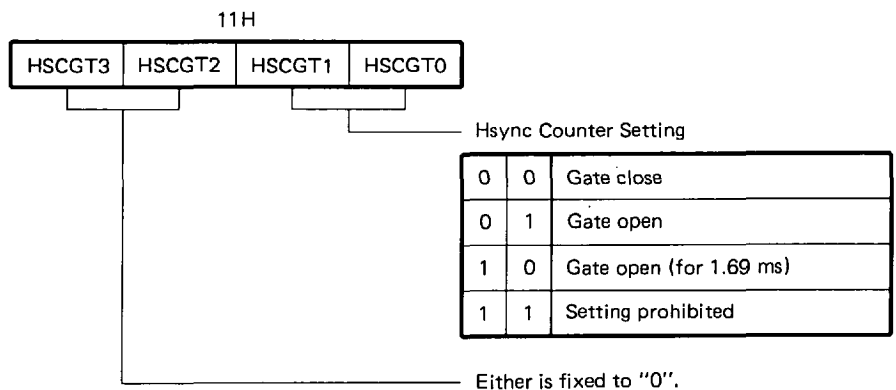 11H
HSCGT3 HSCGT2 HSCGT1 HSCGT0
Hsync Counter Setting
0 0 Gate close
0 1 Gate open
1 0 Gate open (for 1.69 ms)
1 1 Setting prohibited
Either is fixed to "0".